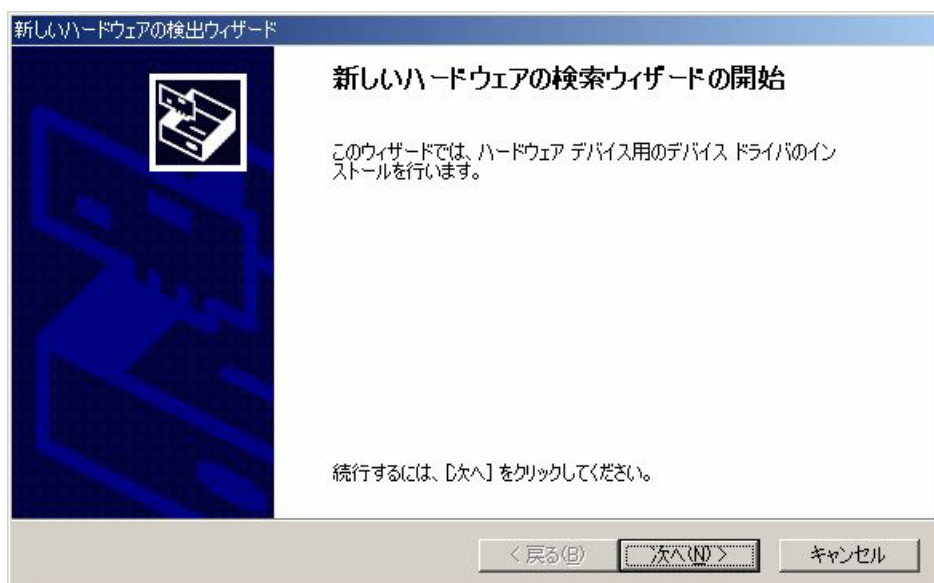 新しいハードウェアの検出ウィザード
新しいハードウェアの検索ウィザードの開始
このウィザードでは、ハードウェア デバイス用のデバイス ドライバのイン
ストールを行います。
続行するには、[次へ] をクリックしてください。
< 戻る(B) 次へ(N) > キャンセル